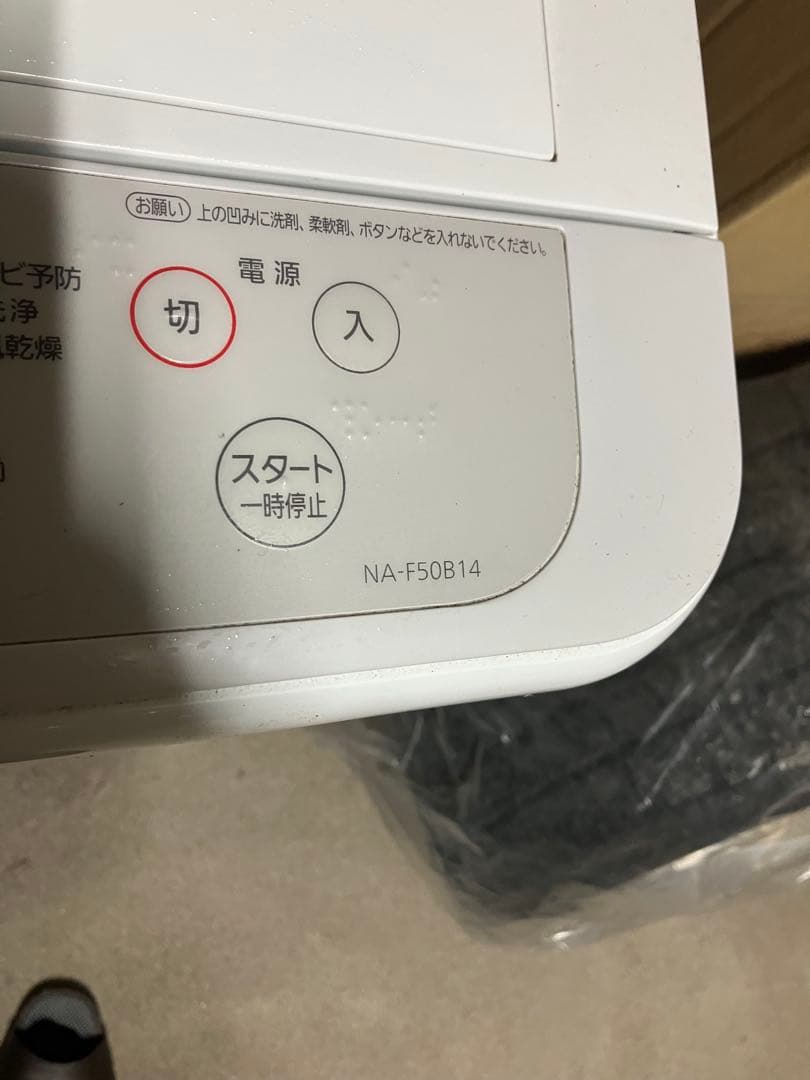 お願い 上の凹みに洗剤、柔軟剤、ボタンなどを入れないでください。
電源
切
入
ビ予防
洗浄
風乾燥
スタート
一時停止
NA-F50B14